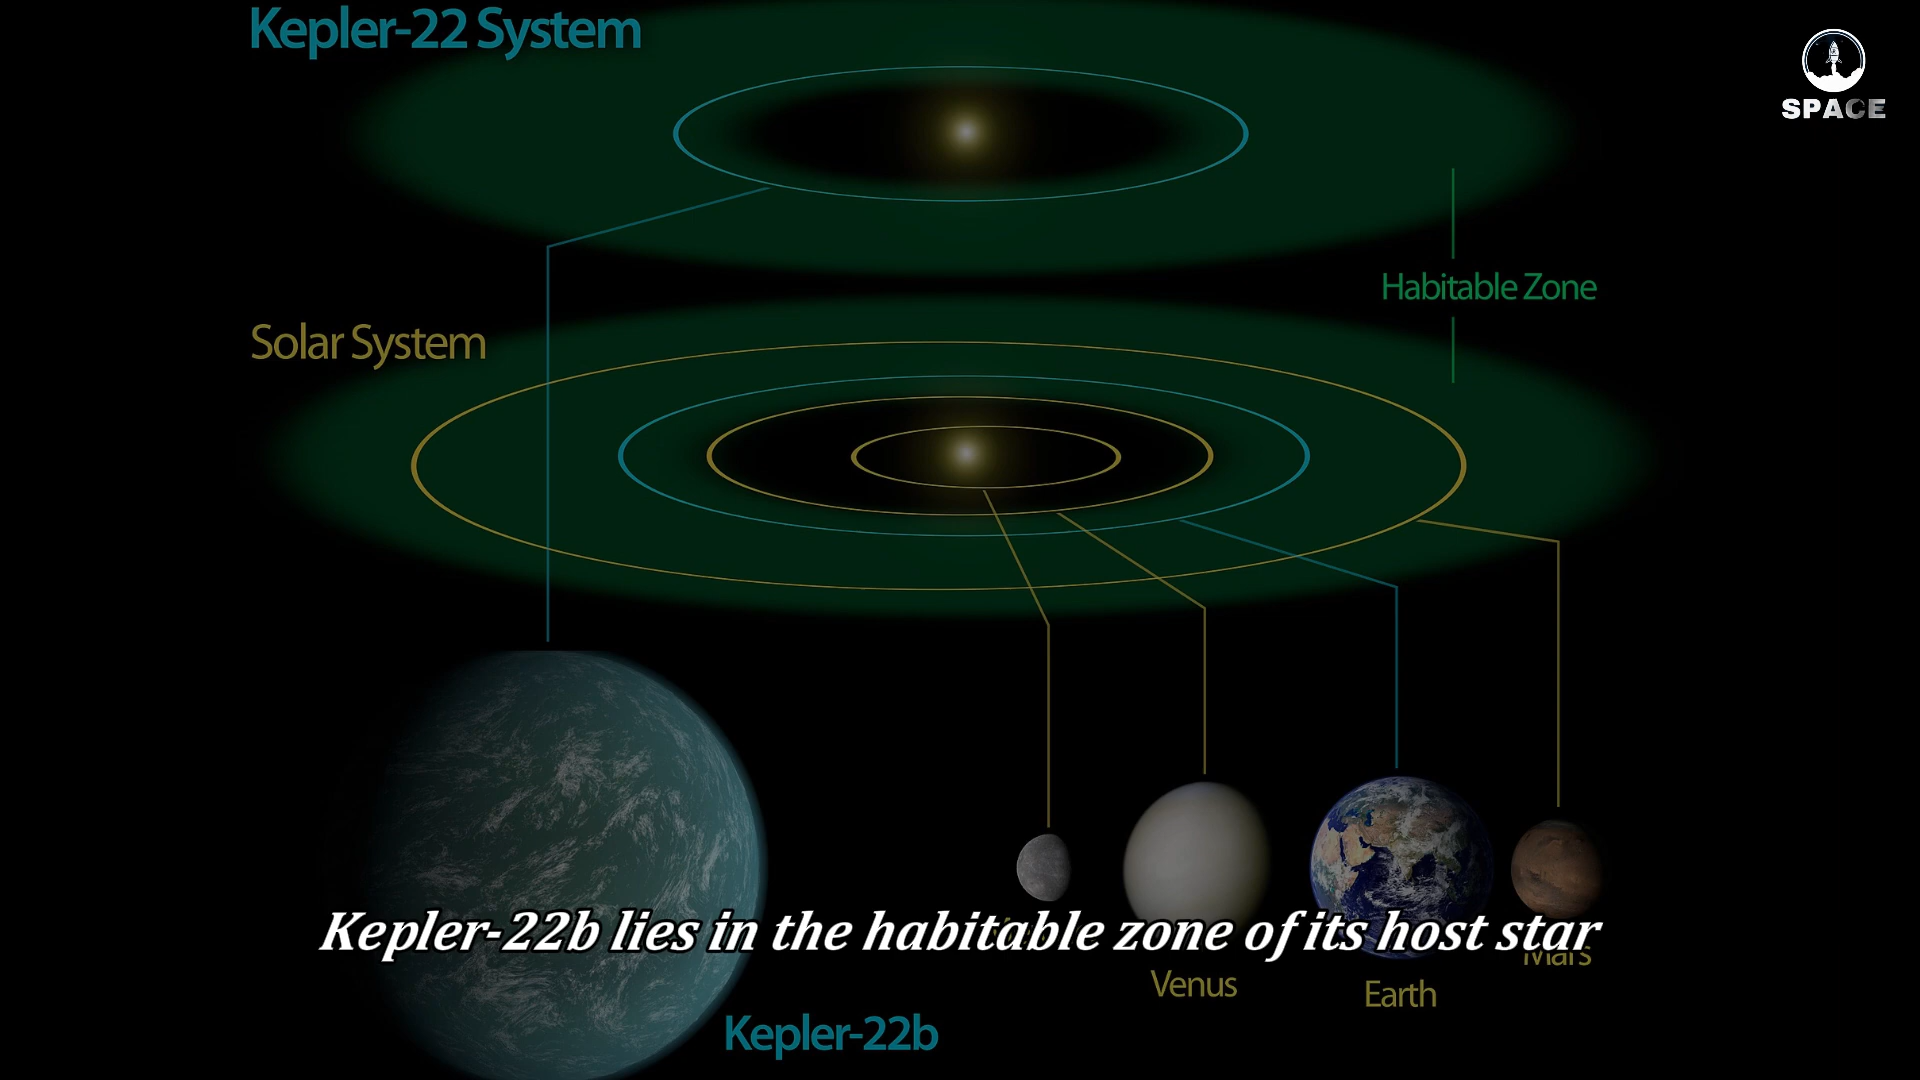 Kepler-22 System
SPACE
Habitable Zone
Solar System
Kepler-22b lies in the habitable zone of its host star
Mars
Venus
Earth
Kepler-22b